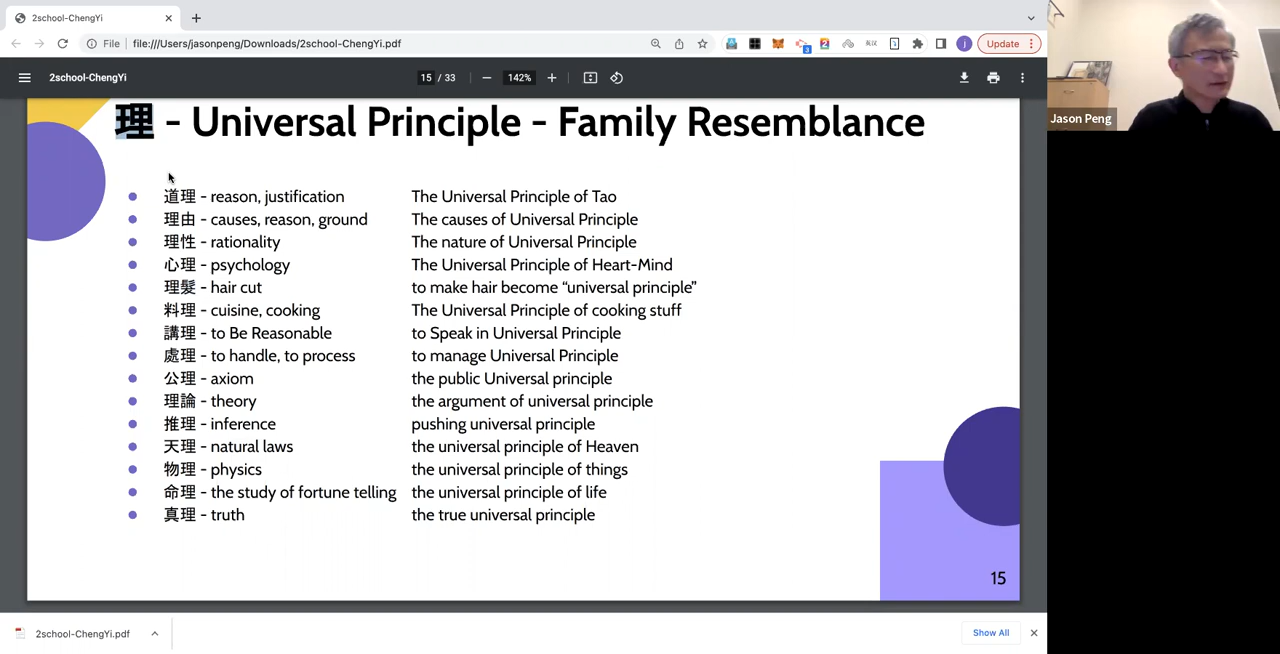 2school-ChengYi
File
file:///Users/jasonpeng/Downloads/2school-ChengYi.pdf
Update
2school-ChengYi
15 / 33
142%
理 - Universal Principle - Family Resemblance
道理 - reason, justification The Universal Principle of Tao
理由 - causes, reason, ground The causes of Universal Principle
理性 - rationality The nature of Universal Principle
心理 - psychology The Universal Principle of Heart-Mind
理髮 - hair cut to make hair become “universal principle”
料理 - cuisine, cooking The Universal Principle of cooking stuff
講理 - to Be Reasonable to Speak in Universal Principle
處理 - to handle, to process to manage Universal Principle
公理 - axiom the public Universal principle
理論 - theory the argument of universal principle
推理 - inference pushing universal principle
天理 - natural laws the universal principle of Heaven
物理 - physics the universal principle of things
命理 - the study of fortune telling the universal principle of life
真理 - truth the true universal principle
15
2school-ChengYi.pdf
Show All
Jason Peng